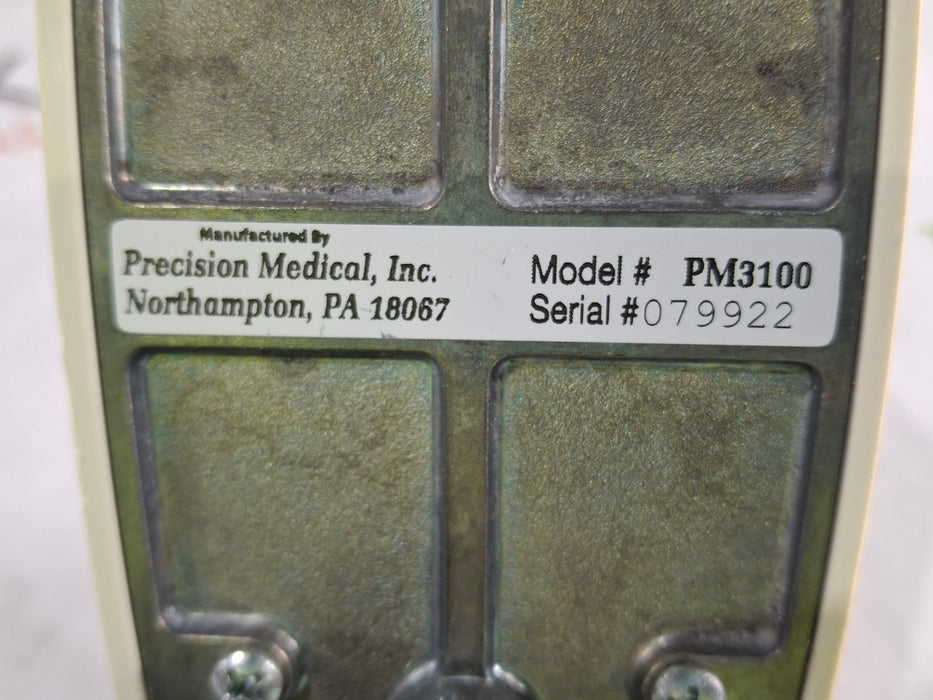 Manufactured By
Precision Medical, Inc.
Northampton, PA 18067
Model # PM3100
Serial # 079922